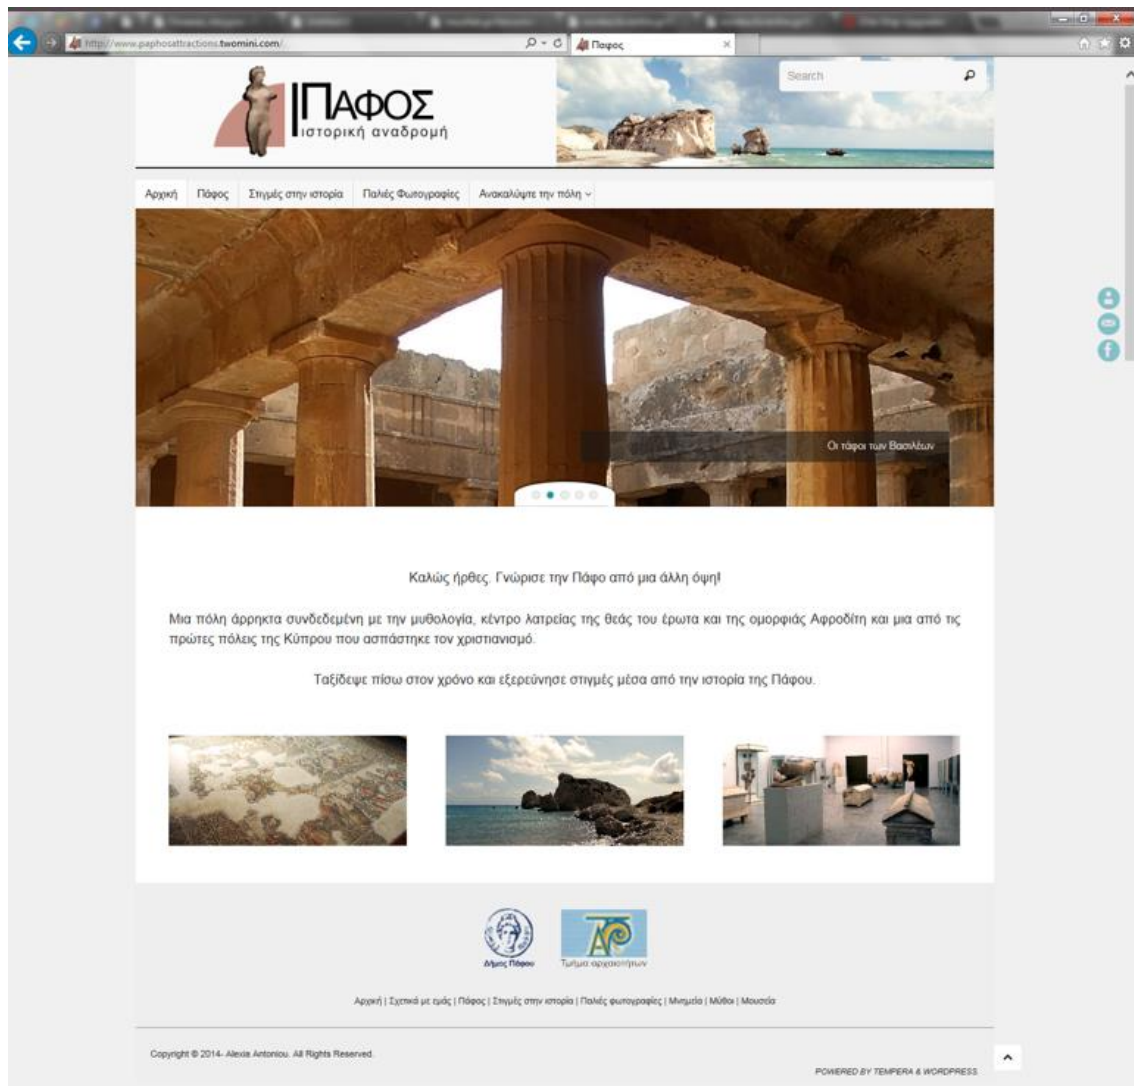 http://www.paphosattractions.twomini.com/
Παφος
Search
ΠΑΦΟΣ
ιστορική αναδρομή
Αρχική Πάφος Στιγμές στην ιστορία Παλιές Φωτογραφίες Ανακαλύψτε την πόλη
Οι τάφοι των Βασιλέων
Καλώς ήρθες. Γνώρισε την Πάφο από μια άλλη όψη!
Μια πόλη άρρηκτα συνδεδεμένη με την μυθολογία, κέντρο λατρείας της θεάς του έρωτα και της ομορφιάς Αφροδίτη και μια από τις
πρώτες πόλεις της Κύπρου που ασπάστηκε τον χριστιανισμό.
Ταξίδεψε πίσω στον χρόνο και εξερεύνησε στιγμές μέσα από την ιστορία της Πάφου.
Δήμος Πάφου
Τμήμα αρχαιοτήτων
Αρχική | Σχετικά με εμάς | Πάφος | Στιγμές στην ιστορία | Παλιές φωτογραφίες | Μνημεία | Μύθοι | Μουσεία
Copyright © 2014- Alexia Antoniou. All Rights Reserved.
POWERED BY TEMPERA & WORDPRESS.